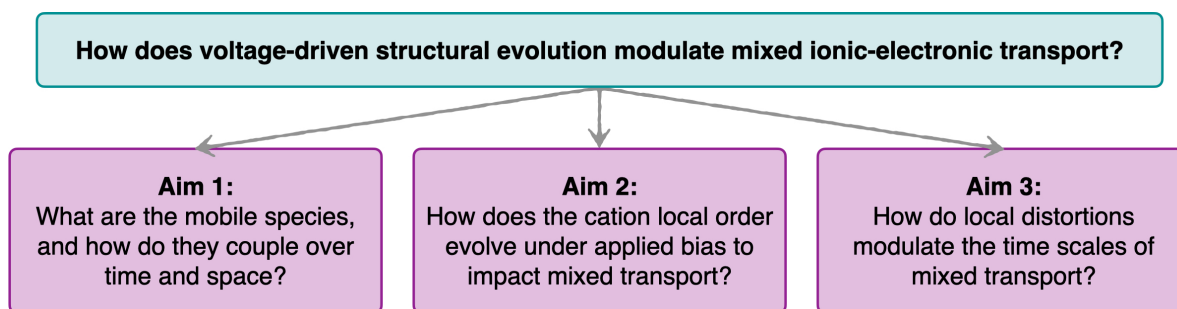 How does voltage-driven structural evolution modulate mixed ionic-electronic transport?
Aim 1:
What are the mobile species,
and how do they couple over
time and space?
Aim 2:
How does the cation local order
evolve under applied bias to
impact mixed transport?
Aim 3:
How do local distortions
modulate the time scales of
mixed transport?